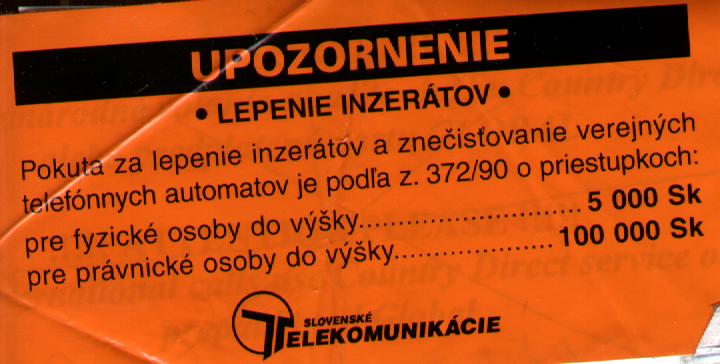 UPOZORNENIE
• LEPENIE INZERÁTOV •
Pokuta za lepenie inzerátov a znečisťovanie verejných
telefónnych automatov je podľa z. 372/90 o priestupkoch:
pre fyzické osoby do výšky.............................. 5 000 Sk
pre právnické osoby do výšky..................... 100 000 Sk
SLOVENSKÉ
TELEKOMUNIKÁCIE